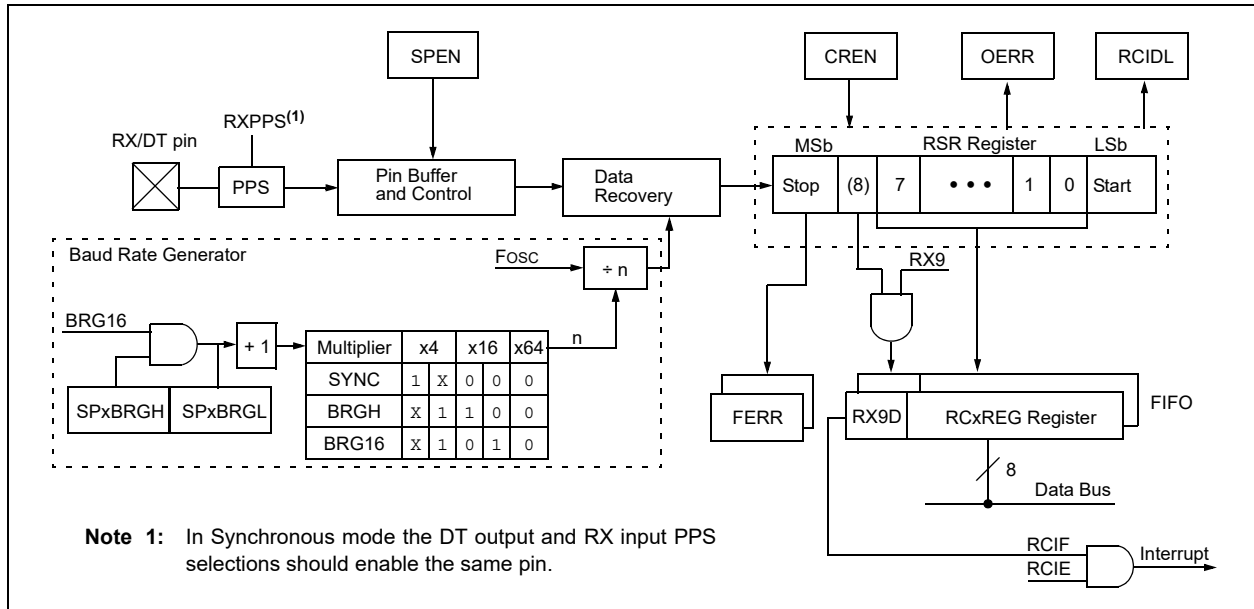 SPEN
CREN
OERR
RCIDL
RXPPS(1)
RX/DT pin
PPS
Pin Buffer
and Control
Data
Recovery
MSb
RSR Register
LSb
Stop (8) 7 • • • 1 0 Start
Baud Rate Generator
FOSC
÷ n
RX9
BRG16
+ 1
n
Multiplier x4 x16 x64
SYNC 1 X 0 0 0
BRGH X 1 1 0 0
BRG16 X 1 0 1 0
SPxBRGH SPxBRGL
FERR
RX9D RCxREG Register
FIFO
8
Data Bus
Note 1: In Synchronous mode the DT output and RX input PPS
selections should enable the same pin.
RCIF
RCIE
Interrupt